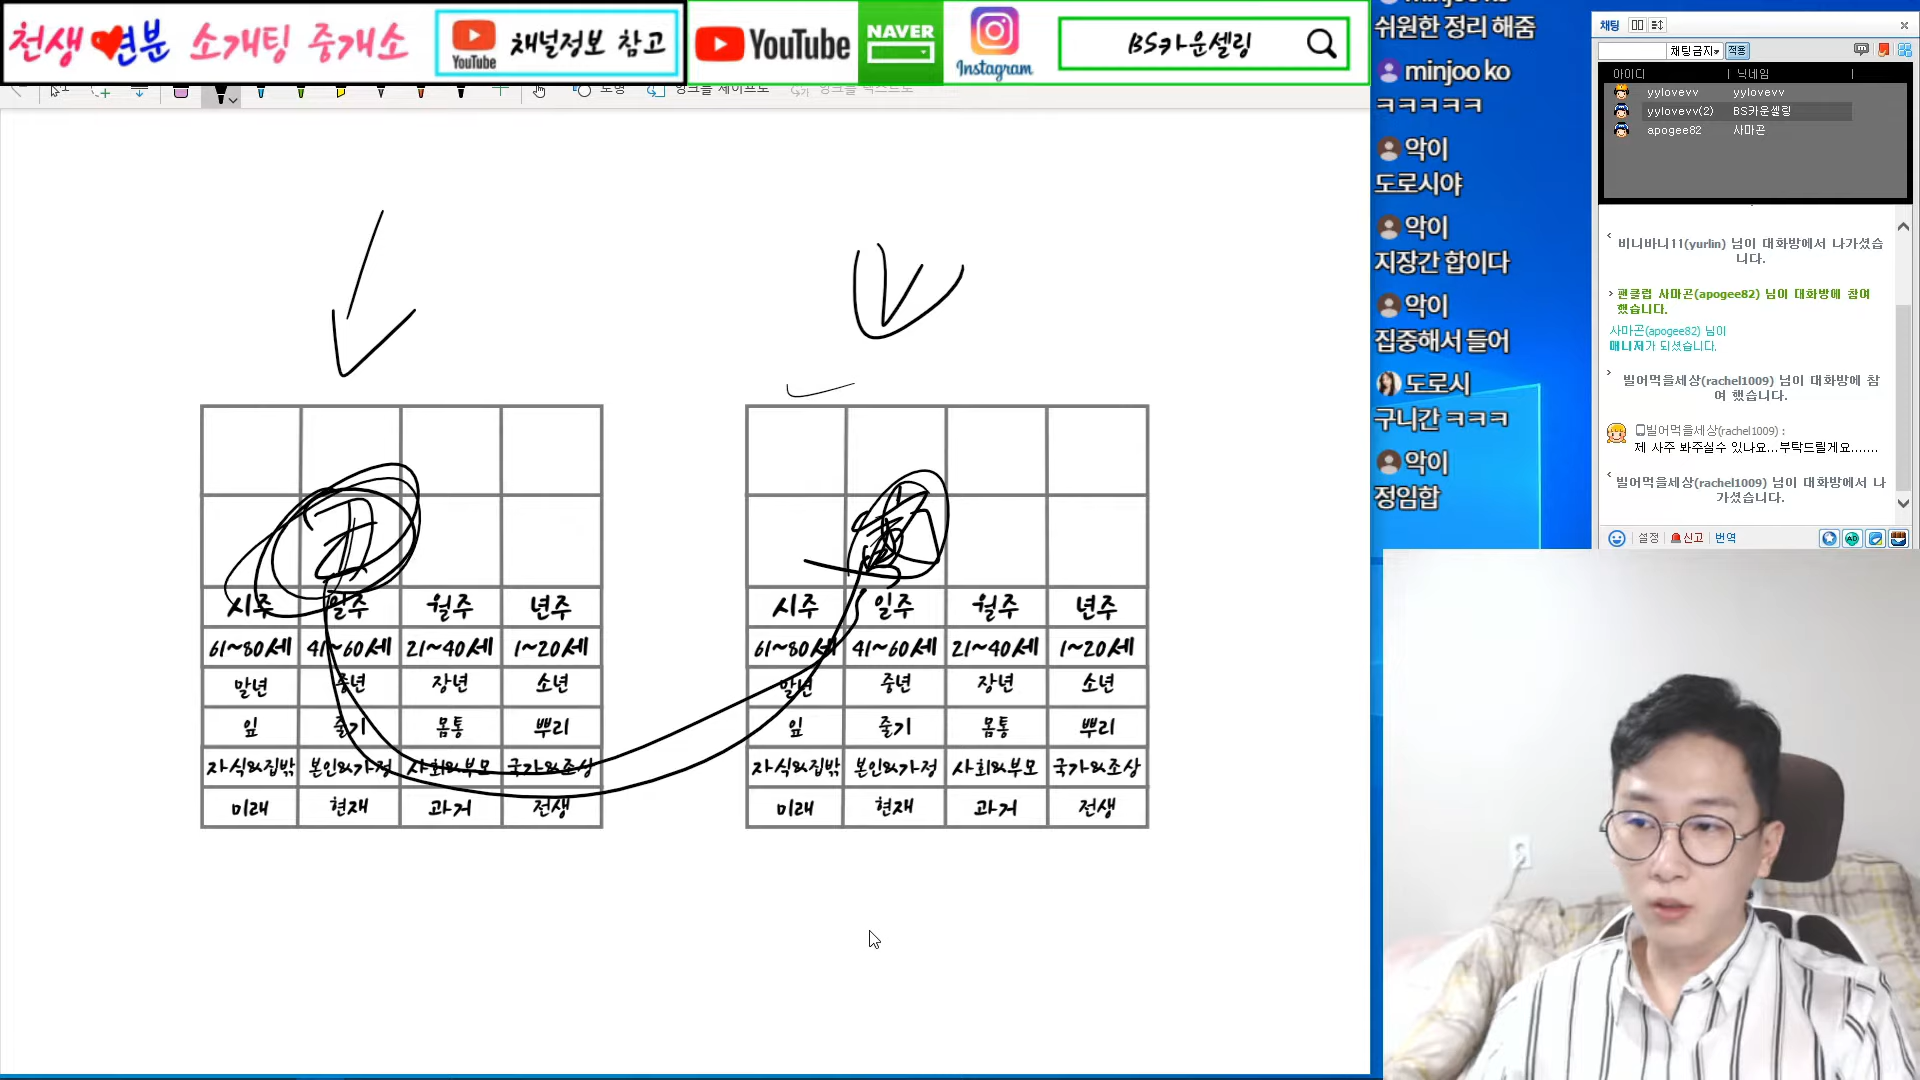 천생♥연분 소개팅 중개소
YouTube
채널정보 참고
YouTube
NAVER
Instagram
BS카운셀링
도형
잉크를 셰이프로
잉크를 텍스트로
시주 일주 월주 년주
61~80세 41~60세 21~40세 1~20세
말년 중년 장년 소년
잎 줄기 몸통 뿌리
자식&집밖 본인&가정 사회&부모 국가&조상
미래 현재 과거 전생
시주 일주 월주 년주
61~80세 41~60세 21~40세 1~20세
말년 중년 장년 소년
잎 줄기 몸통 뿌리
자식&집밖 본인&가정 사회&부모 국가&조상
미래 현재 과거 전생
minjoo ko
쉬원한 정리 해줌
minjoo ko
ㅋㅋㅋㅋㅋ
악이
도로시야
악이
지장간 합이다
악이
집중해서 들어
도로시
구니간 ㅋㅋㅋ
악이
정임합
채팅
채팅금지 적용
아이디 닉네임
yylovevv yylovevv
yylovevv(2) BS카운셀링
apogee82 사마곤
비니바니11(yurlin) 님이 대화방에서 나가셨습
니다.
팬클럽 사마곤(apogee82) 님이 대화방에 참여
했습니다.
사마곤(apogee82) 님이
매니저가 되셨습니다.
빌어먹을세상(rachel1009) 님이 대화방에 참
여 했습니다.
빌어먹을세상(rachel1009) :
제 사주 봐주실수 있나요...부탁드릴게요.......
빌어먹을세상(rachel1009) 님이 대화방에서 나
가셨습니다.
설정 신고 번역